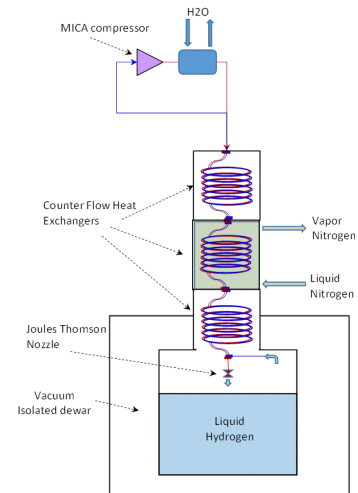 H2O
MICA compressor
Counter Flow Heat
Exchangers
Vapor
Nitrogen
Liquid
Nitrogen
Joules Thomson
Nozzle
Vacuum
Isolated dewar
Liquid
Hydrogen